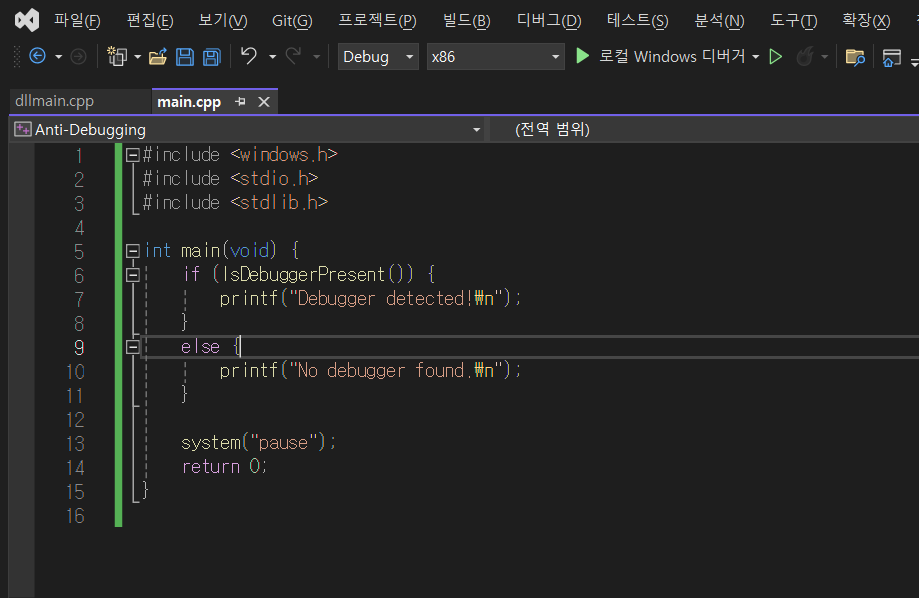 파일(F) 편집(E) 보기(V) Git(G) 프로젝트(P) 빌드(B) 디버그(D) 테스트(S) 분석(N) 도구(T) 확장(X)
Debug x86 로컬 Windows 디버거
dllmain.cpp main.cpp
Anti-Debugging (전역 범위)
1 #include <windows.h>
2 #include <stdio.h>
3 #include <stdlib.h>
4
5 int main(void) {
6 if (IsDebuggerPresent()) {
7 printf("Debugger detected!₩n");
8 }
9 else {
10 printf("No debugger found.₩n");
11 }
12
13 system("pause");
14 return 0;
15 }
16